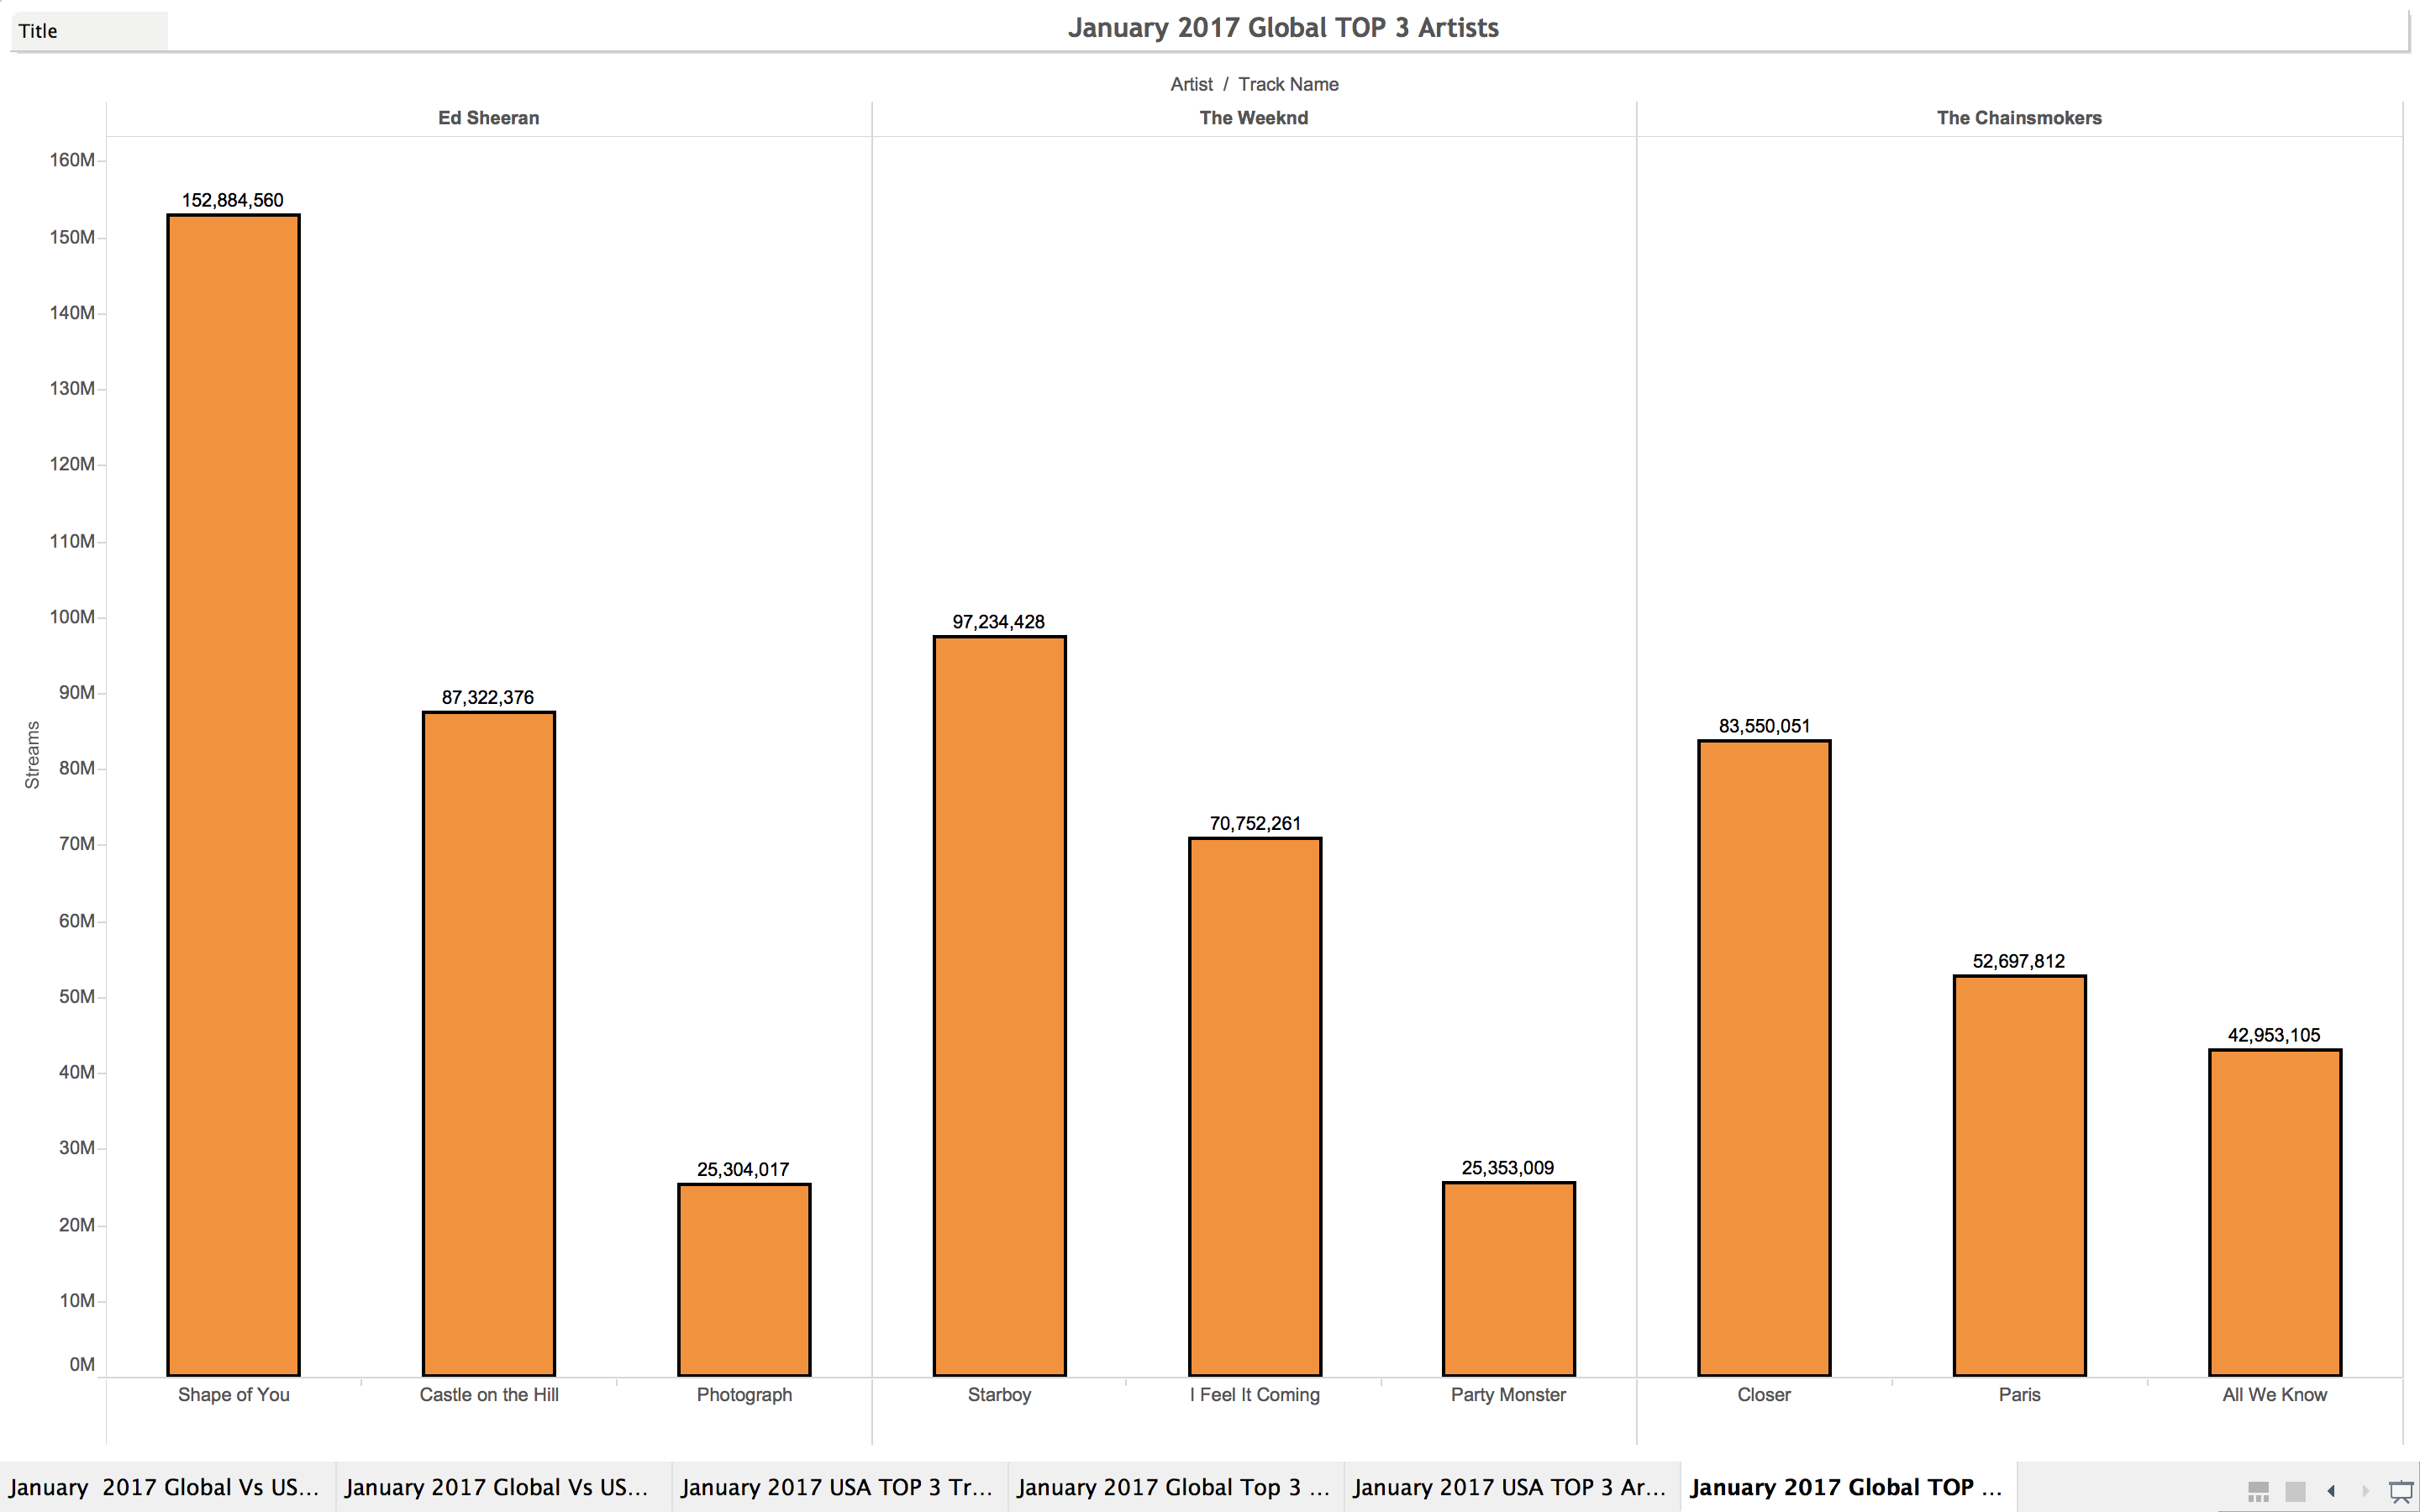 Title
January 2017 Global TOP 3 Artists
Artist / Track Name
Ed Sheeran
The Weeknd
The Chainsmokers
Streams
160M
150M
140M
130M
120M
110M
100M
90M
80M
70M
60M
50M
40M
30M
20M
10M
0M
152,884,560
87,322,376
25,304,017
97,234,428
70,752,261
25,353,009
83,550,051
52,697,812
42,953,105
Shape of You
Castle on the Hill
Photograph
Starboy
I Feel It Coming
Party Monster
Closer
Paris
All We Know
January 2017 Global Vs US...
January 2017 Global Vs US...
January 2017 USA TOP 3 Tr...
January 2017 Global Top 3 ...
January 2017 USA TOP 3 Ar...
January 2017 Global TOP ...